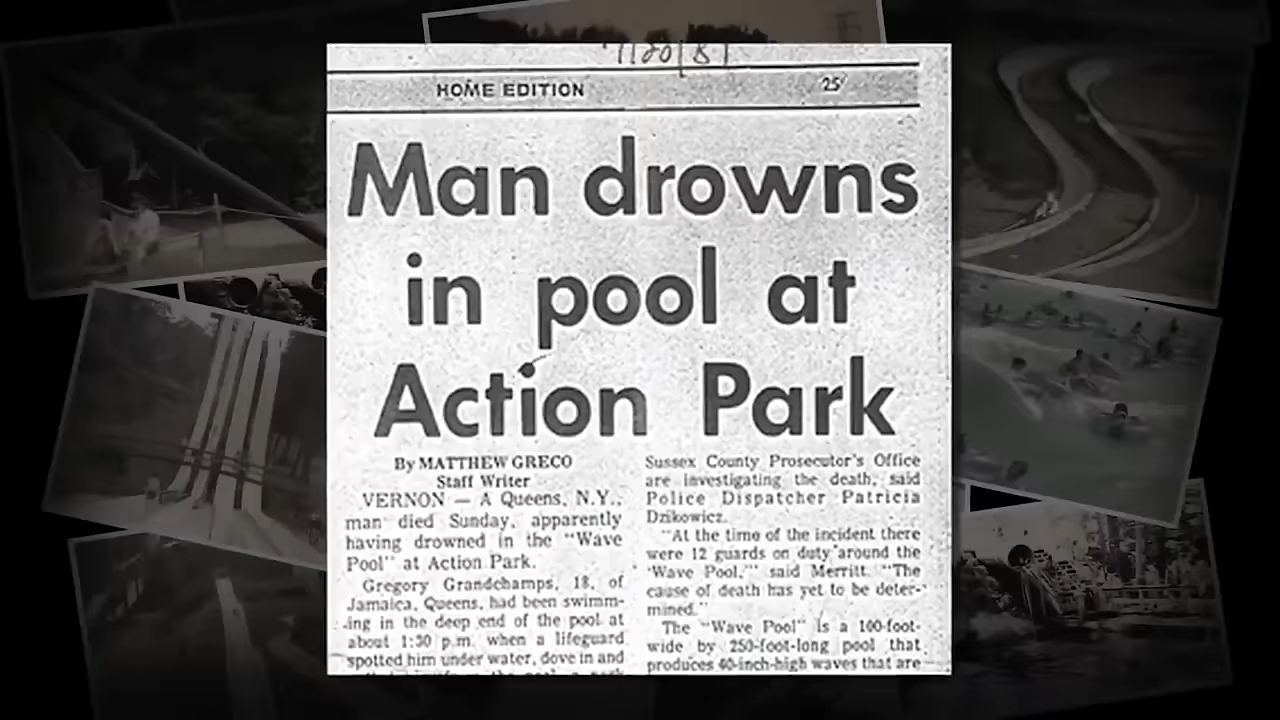 HOME EDITION
25
Man drowns
in pool at
Action Park
By MATTHEW GRECO
Staff Writer
VERNON — A Queens, N.Y.,
man died Sunday, apparently
having drowned in the "Wave
Pool" at Action Park.
Gregory Grandchamps, 18, of
Jamaica, Queens, had been swimm-
ing in the deep end of the pool at
about 1:30 p.m. when a lifeguard
spotted him under water, dove in and
Sussex County Prosecutor's Office
are investigating the death, said
Police Dispatcher Patricia
Dzikowicz.
"At the time of the incident there
were 12 guards on duty around the
'Wave Pool,'" said Merritt. "The
cause of death has yet to be deter-
mined."
The "Wave Pool" is a 100-foot-
wide by 250-foot-long pool that
produces 40-inch-high waves that are